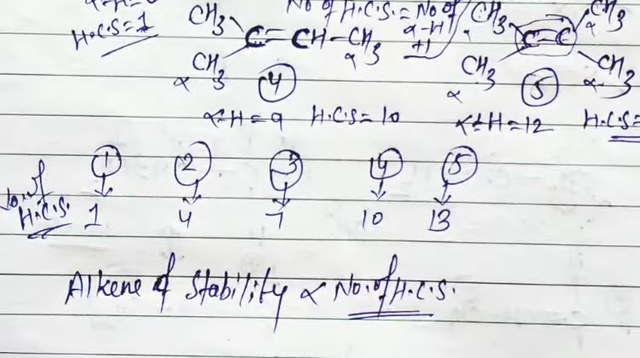 H.C.S=1
No of H.C.S. = No of
α-H
+1
CH3
C=CH-CH3
CH3
α
α
④
α-H=9 H.C.S=10
CH3
CH3
α
C=C
CH3
CH3
α
α
⑤
α-H=12 H.C.S=
No. of
H.C.S.
① ② ③ ④ ⑤
1 4 7 10 13
Alkene of Stability α No. of H.C.S.